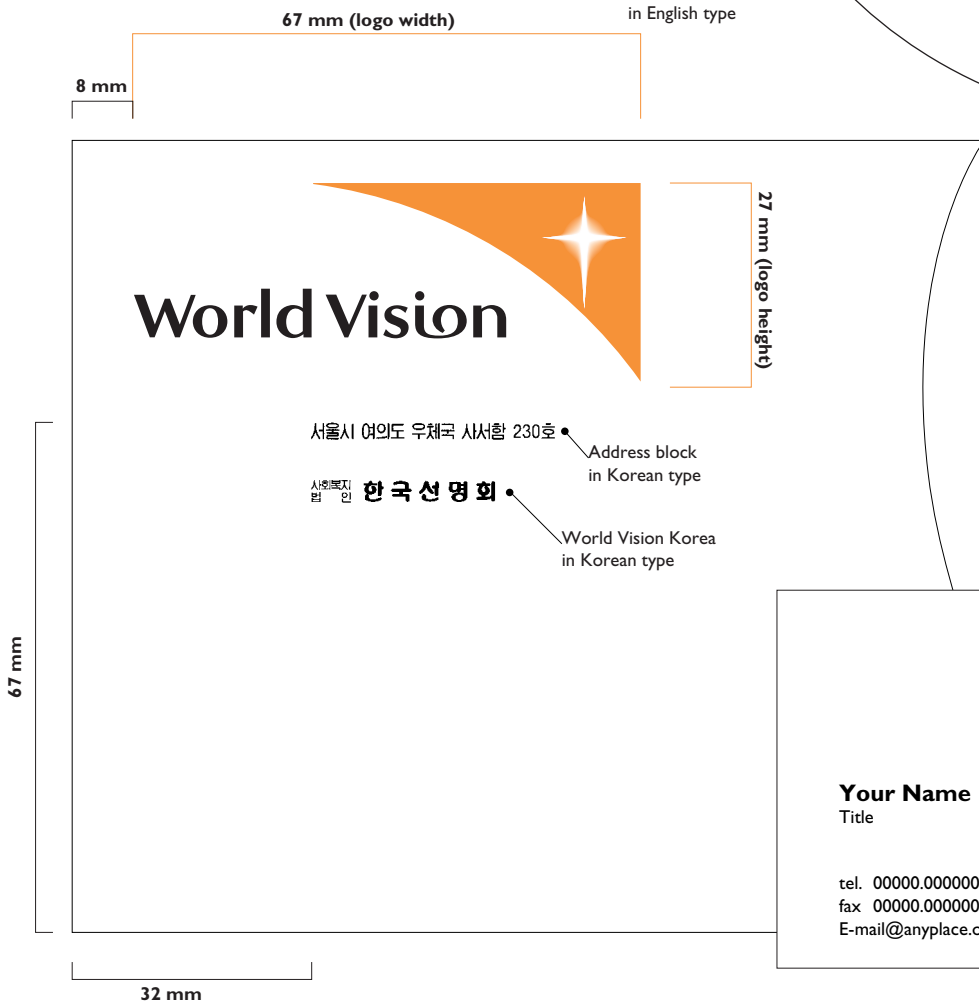 in English type
67 mm (logo width)
8 mm
27 mm (logo height)
World Vision
서울시 여의도 우체국 사서함 230호
Address block
in Korean type
사회복지
법 인
한국선명회
World Vision Korea
in Korean type
67 mm
Your Name
Title
tel. 00000.000000
fax 00000.000000
E-mail@anyplace.c
32 mm